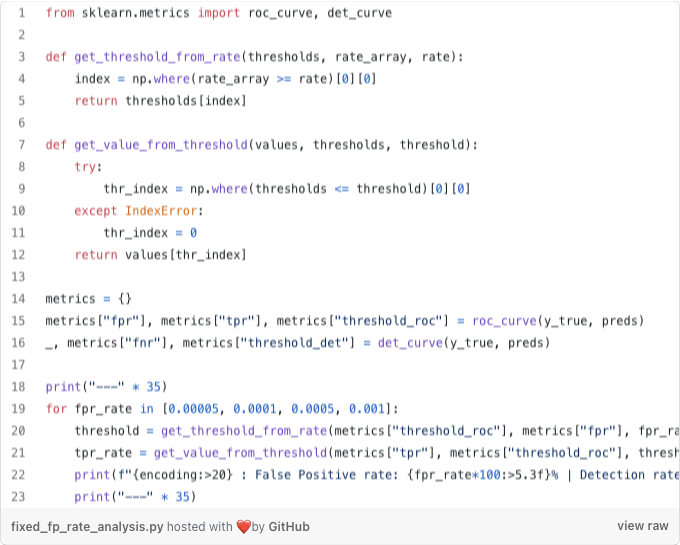 1 from sklearn.metrics import roc_curve, det_curve
2
3 def get_threshold_from_rate(thresholds, rate_array, rate):
4     index = np.where(rate_array >= rate)[0][0]
5     return thresholds[index]
6
7 def get_value_from_threshold(values, thresholds, threshold):
8     try:
9         thr_index = np.where(thresholds <= threshold)[0][0]
10     except IndexError:
11         thr_index = 0
12     return values[thr_index]
13
14 metrics = {}
15 metrics["fpr"], metrics["tpr"], metrics["threshold_roc"] = roc_curve(y_true, preds)
16 _, metrics["fnr"], metrics["threshold_det"] = det_curve(y_true, preds)
17
18 print("---" * 35)
19 for fpr_rate in [0.00005, 0.0001, 0.0005, 0.001]:
20     threshold = get_threshold_from_rate(metrics["threshold_roc"], metrics["fpr"], fpr_ra
21     tpr_rate = get_value_from_threshold(metrics["tpr"], metrics["threshold_roc"], thresh
22     print(f"{encoding:>20} : False Positive rate: {fpr_rate*100:>5.3f}% | Detection rate
23     print("---" * 35)
fixed_fp_rate_analysis.py hosted with ❤️by GitHub view raw